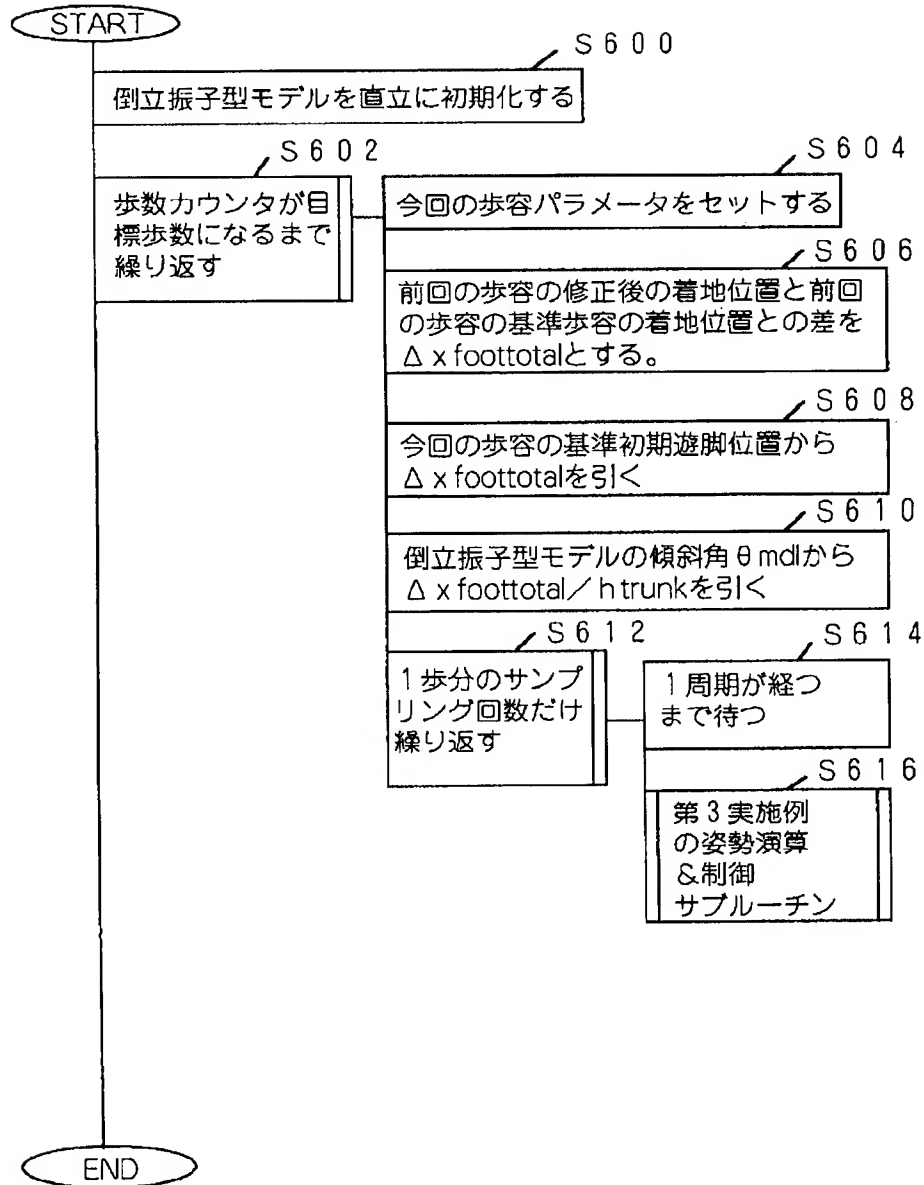 START
S600
倒立振子型モデルを直立に初期化する
S602
歩数カウンタが目
標歩数になるまで
繰り返す
S604
今回の歩容パラメータをセットする
S606
前回の歩容の修正後の着地位置と前回
の歩容の基準歩容の着地位置との差を
Δxfoottotalとする。
S608
今回の歩容の基準初期遊脚位置から
Δxfoottotalを引く
S610
倒立振子型モデルの傾斜角θmdlから
Δxfoottotal/htrunkを引く
S612
1歩分のサンプ
リング回数だけ
繰り返す
S614
1周期が経つ
まで待つ
S616
第3実施例
の姿勢演算
&制御
サブルーチン
END